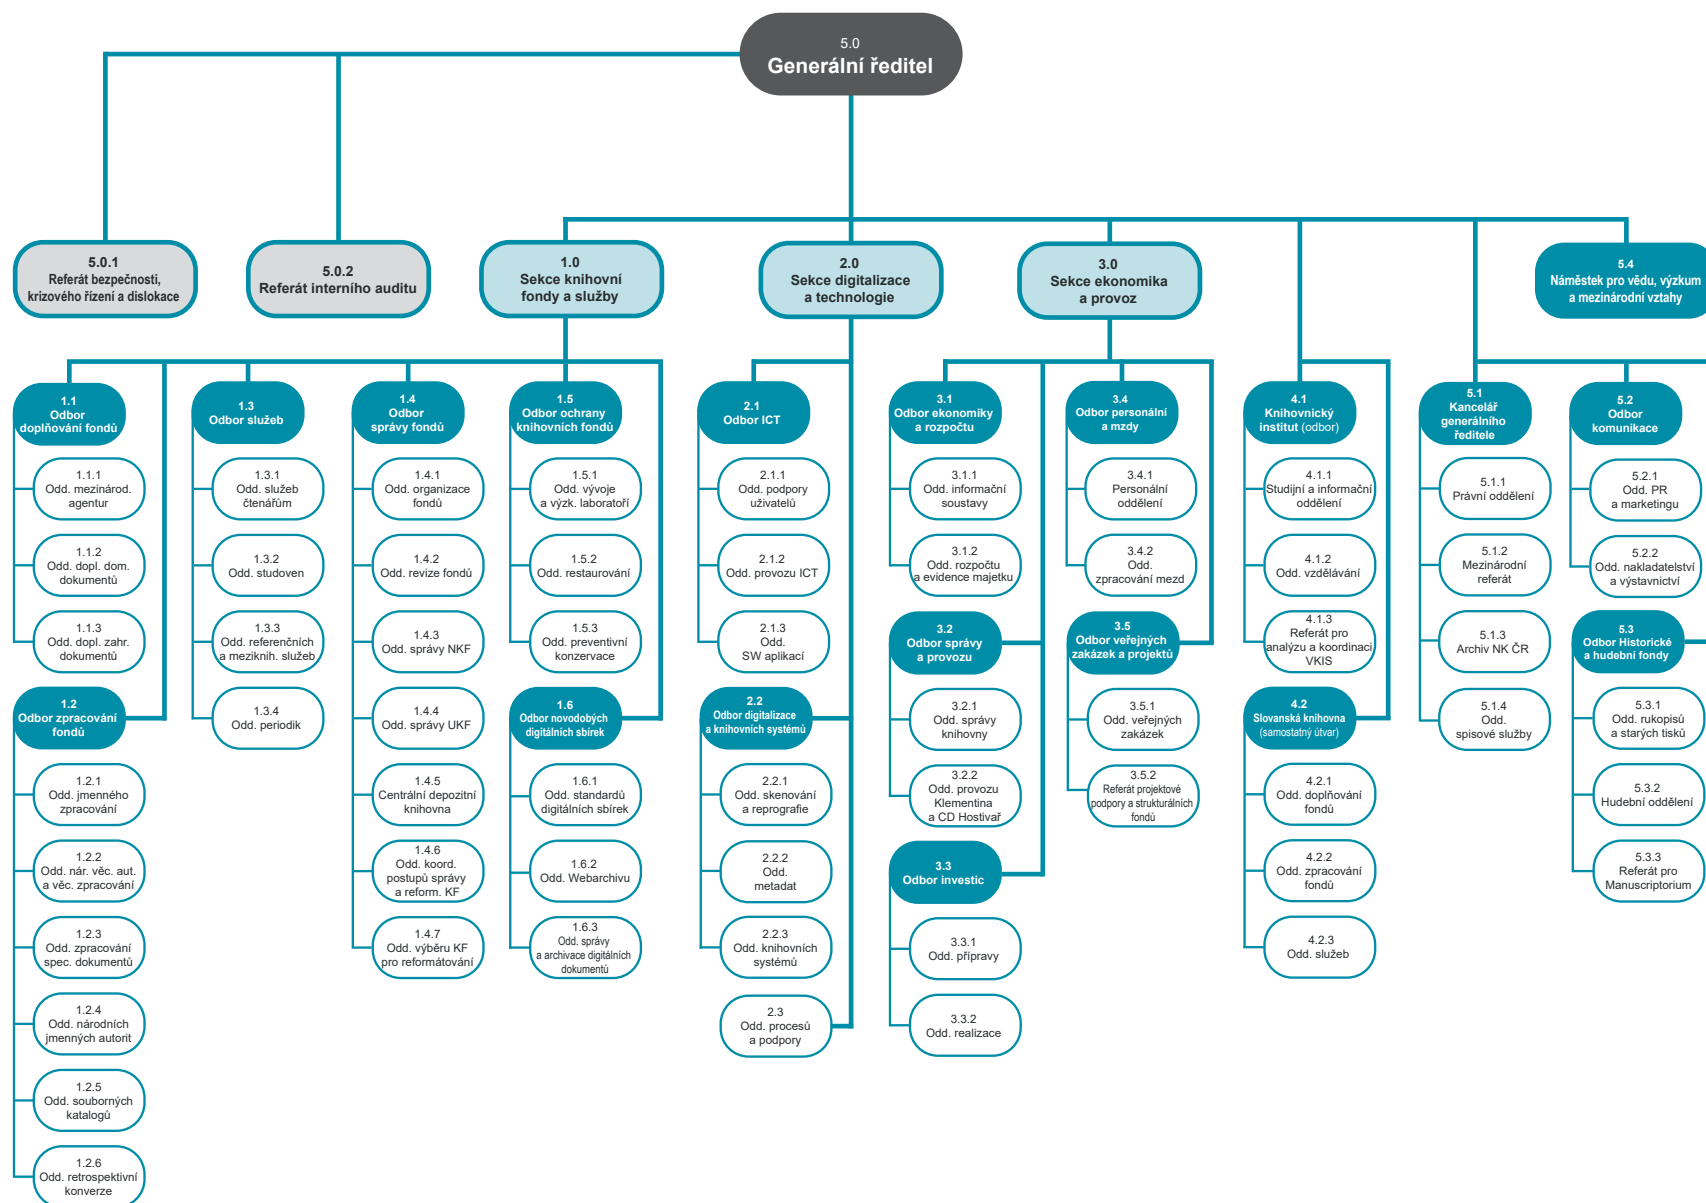 5.0
Generální ředitel
5.0.1
Referát bezpečnosti,
krizového řízení a dislokace
5.0.2
Referát interního auditu
1.0
Sekce knihovní
fondy a služby
2.0
Sekce digitalizace
a technologie
3.0
Sekce ekonomika
a provoz
5.4
Náměstek pro vědu, výzkum
a mezinárodní vztahy
1.1
Odbor
doplňování fondů
1.1.1
Odd. mezinárod.
agentur
1.1.2
Odd. dopl. dom.
dokumentů
1.1.3
Odd. dopl. zahr.
dokumentů
1.2
Odbor zpracování
fondů
1.2.1
Odd. jmenného
zpracování
1.2.2
Odd. nár. věc. aut.
a věc. zpracování
1.2.3
Odd. zpracování
spec. dokumentů
1.2.4
Odd. národních
jmenných autorit
1.2.5
Odd. souborných
katalogů
1.2.6
Odd. retrospektivní
konverze
1.3
Odbor služeb
1.3.1
Odd. služeb
čtenářům
1.3.2
Odd. studoven
1.3.3
Odd. referenčních
a meziknih. služeb
1.3.4
Odd. periodik
1.4
Odbor
správy fondů
1.4.1
Odd. organizace
fondů
1.4.2
Odd. revize fondů
1.4.3
Odd. správy NKF
1.4.4
Odd. správy UKF
1.4.5
Centrální depozitní
knihovna
1.4.6
Odd. koord.
postupů správy
a reform. KF
1.4.7
Odd. výběru KF
pro reformátování
1.5
Odbor ochrany
knihovních fondů
1.5.1
Odd. vývoje
a výzk. laboratoří
1.5.2
Odd. restaurování
1.5.3
Odd. preventivní
konzervace
1.6
Odbor novodobých
digitálních sbírek
1.6.1
Odd. standardů
digitálních sbírek
1.6.2
Odd. Webarchivu
1.6.3
Odd. správy
a archivace digitálních
dokumentů
2.1
Odbor ICT
2.1.1
Odd. podpory
uživatelů
2.1.2
Odd. provozu ICT
2.1.3
Odd.
SW aplikací
2.2
Odbor digitalizace
a knihovních systémů
2.2.1
Odd. skenování
a reprografie
2.2.2
Odd.
metadat
2.2.3
Odd. knihovních
systémů
2.3
Odd. procesů
a podpory
3.1
Odbor ekonomiky
a rozpočtu
3.1.1
Odd. informační
soustavy
3.1.2
Odd. rozpočtu
a evidence majetku
3.2
Odbor správy
a provozu
3.2.1
Odd. správy
knihovny
3.2.2
Odd. provozu
Klementina
a CD Hostivař
3.3
Odbor investic
3.3.1
Odd. přípravy
3.3.2
Odd. realizace
3.4
Odbor personální
a mzdy
3.4.1
Personální
oddělení
3.4.2
Odd.
zpracování mezd
3.5
Odbor veřejných
zakázek a projektů
3.5.1
Odd. veřejných
zakázek
3.5.2
Referát projektové
podpory a strukturálních
fondů
4.1
Knihovnický
institut (odbor)
4.1.1
Studijní a informační
oddělení
4.1.2
Odd. vzdělávání
4.1.3
Referát pro
analýzu a koordinaci
VKIS
4.2
Slovanská knihovna
(samostatný útvar)
4.2.1
Odd. doplňování
fondů
4.2.2
Odd. zpracování
fondů
4.2.3
Odd. služeb
5.1
Kancelář
generálního
ředitele
5.1.1
Právní oddělení
5.1.2
Mezinárodní
referát
5.1.3
Archiv NK ČR
5.1.4
Odd.
spisové služby
5.2
Odbor
komunikace
5.2.1
Odd. PR
a marketingu
5.2.2
Odd. nakladatelství
a výstavnictví
5.3
Odbor Historické
a hudební fondy
5.3.1
Odd. rukopisů
a starých tisků
5.3.2
Hudební oddělení
5.3.3
Referát pro
Manuscriptorium